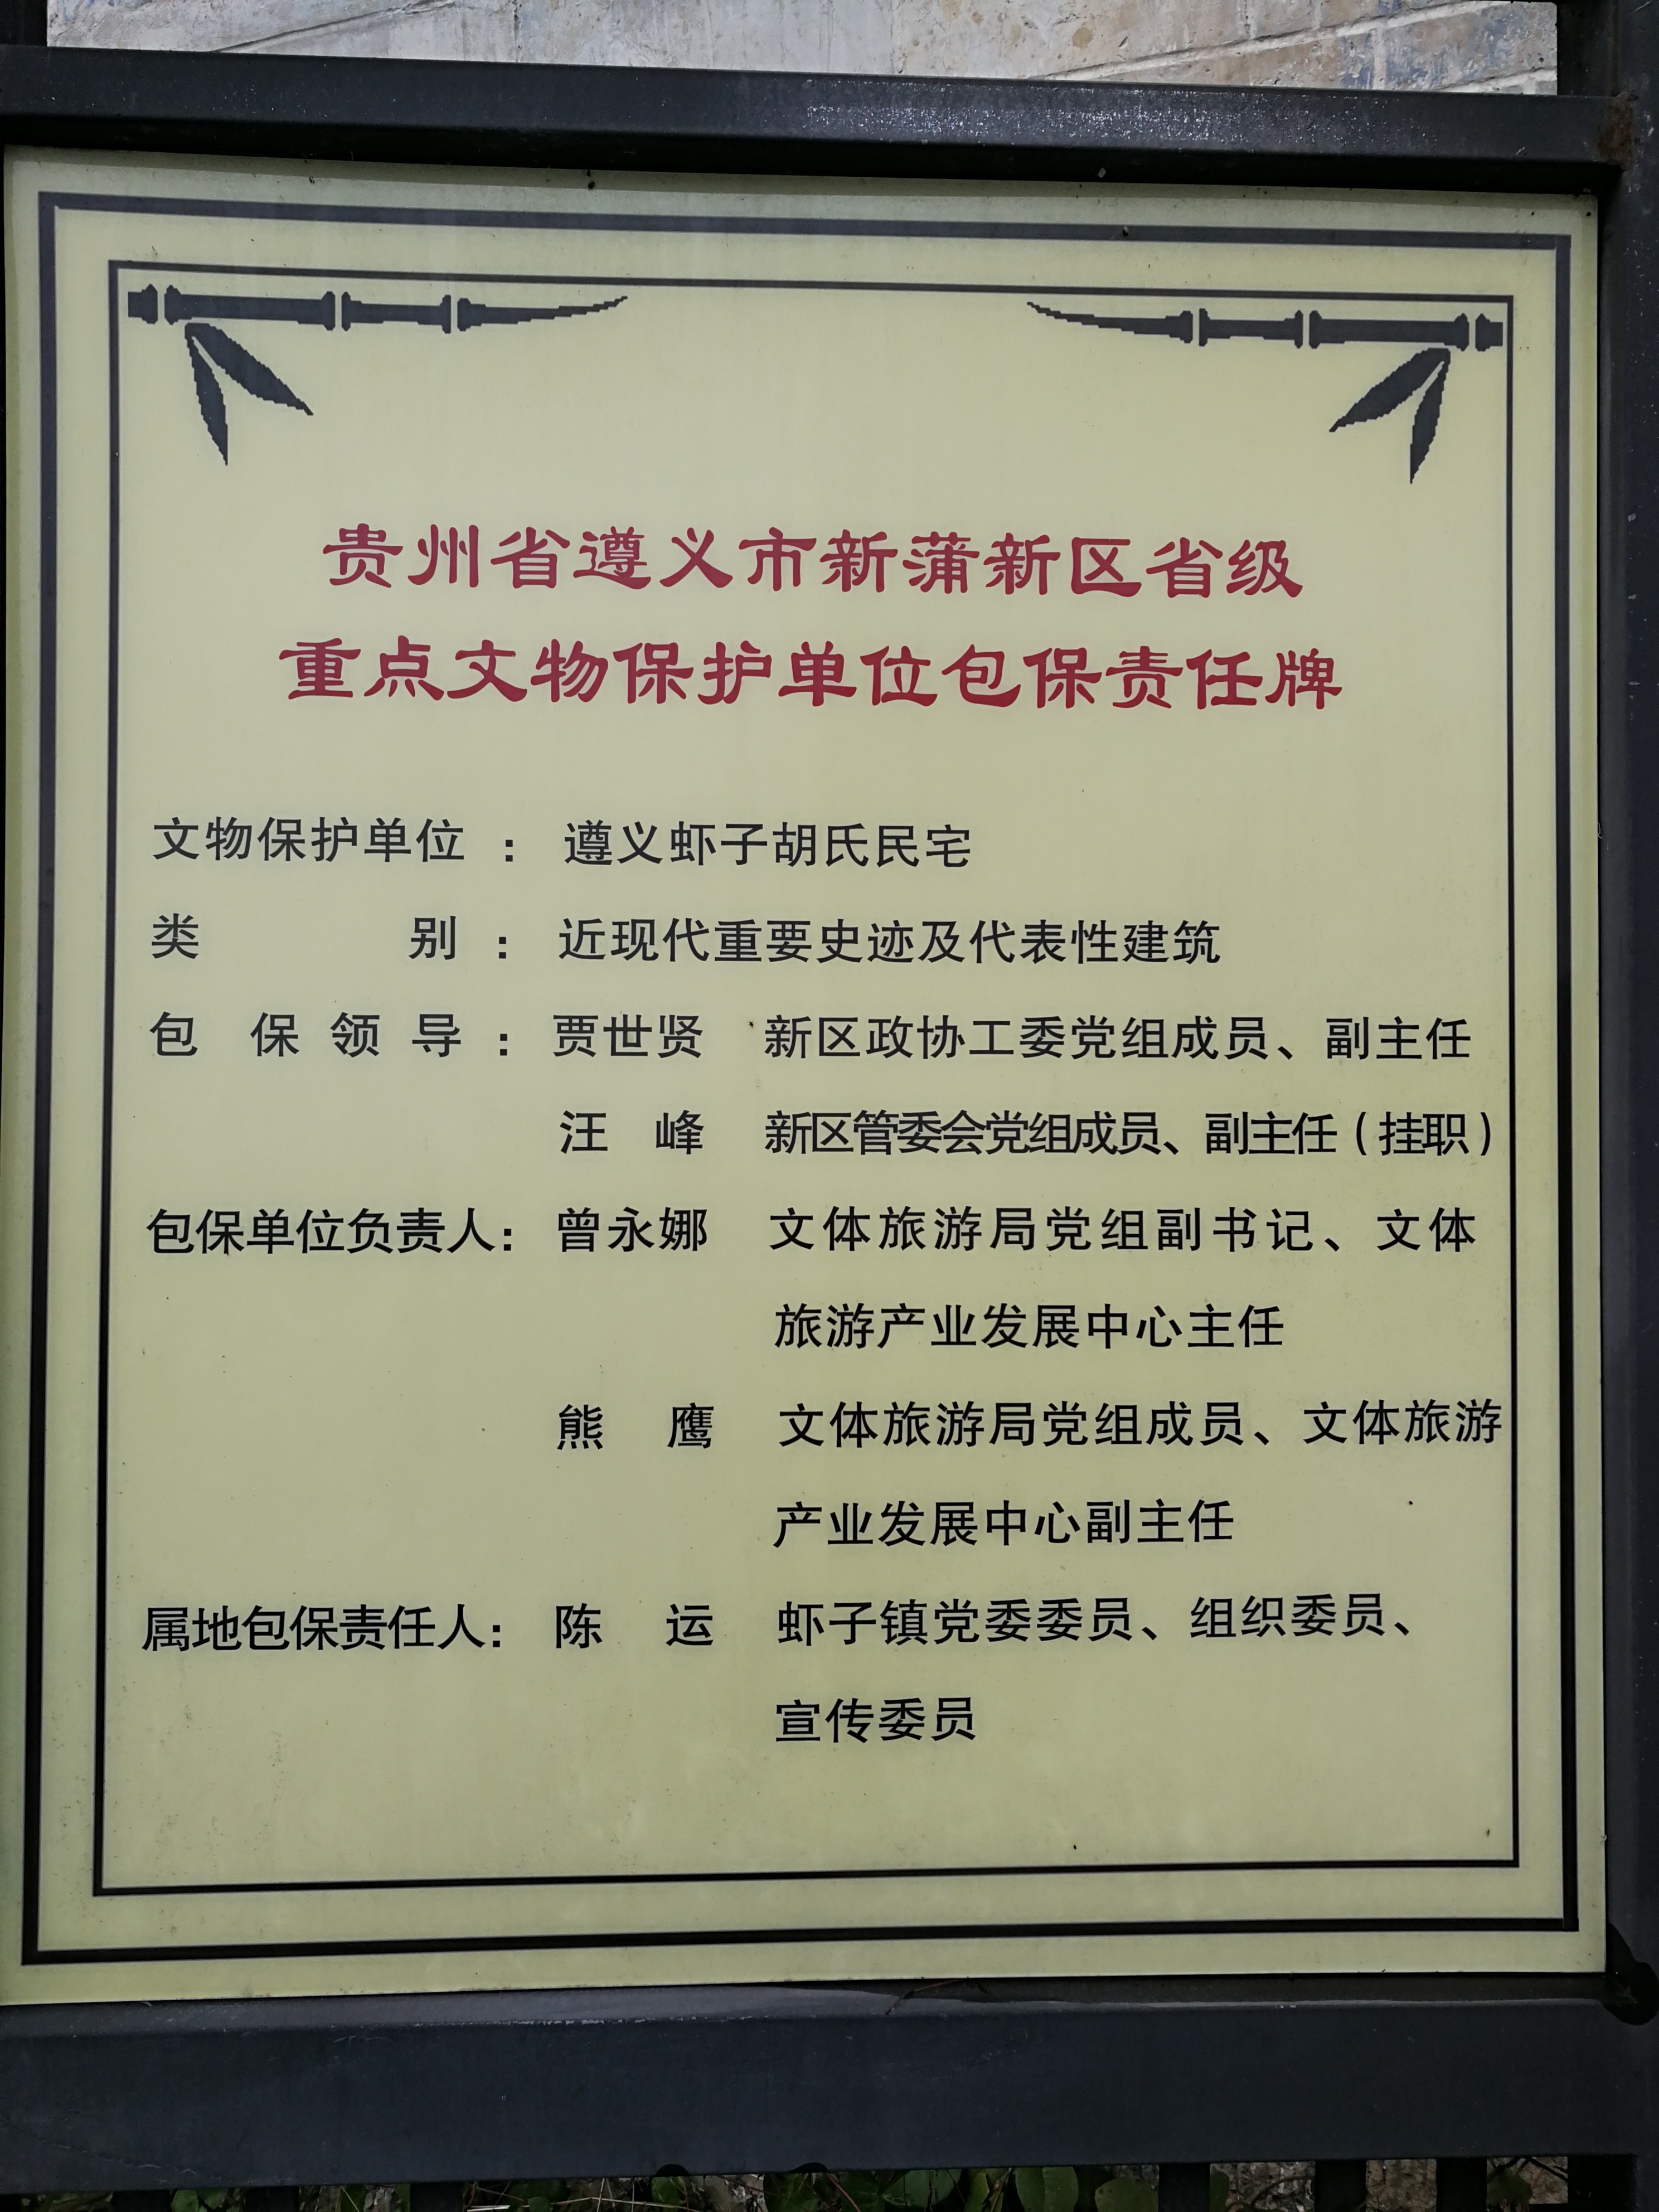 贵州省遵义市新蒲新区省级
重点文物保护单位包保责任牌
文物保护单位：遵义虾子胡氏民宅
类别：近现代重要史迹及代表性建筑
包保领导：贾世贤 新区政协工委党组成员、副主任
汪峰 新区管委会党组成员、副主任（挂职）
包保单位负责人：曾永娜 文体旅游局党组副书记、文体
旅游产业发展中心主任
熊鹰 文体旅游局党组成员、文体旅游
产业发展中心副主任
属地包保责任人：陈运 虾子镇党委委员、组织委员、
宣传委员